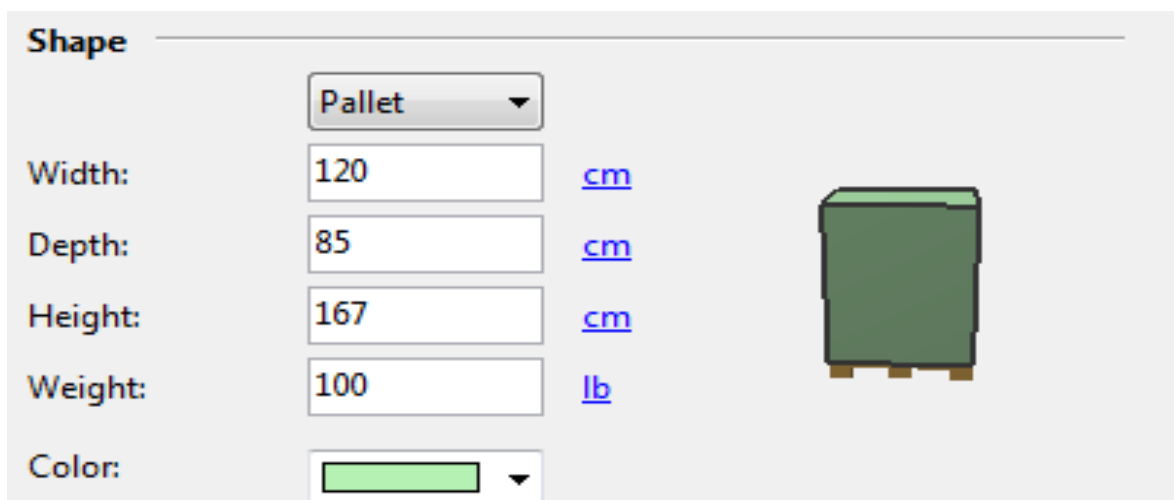 Shape
Pallet
Width: 120 cm
Depth: 85 cm
Height: 167 cm
Weight: 100 lb
Color: